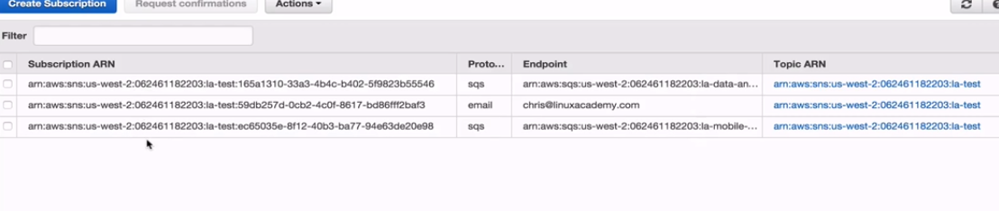 Create Subscription Request confirmations Actions
Filter
Subscription ARN Proto... Endpoint Topic ARN
arn:aws:sns:us-west-2:062461182203:la-test:165a1310-33a3-4b4c-b402-5f9823b55546 sqs arn:aws:sqs:us-west-2:062461182203:la-data-an... arn:aws:sns:us-west-2:062461182203:la-test
arn:aws:sns:us-west-2:062461182203:la-test:59db257d-0cb2-4c0f-8617-bd86fff2baf3 email chris@linuxacademy.com arn:aws:sns:us-west-2:062461182203:la-test
arn:aws:sns:us-west-2:062461182203:la-test:ec65035e-8f12-40b3-ba77-94e63de20e98 sqs arn:aws:sqs:us-west-2:062461182203:la-mobile-... arn:aws:sns:us-west-2:062461182203:la-test